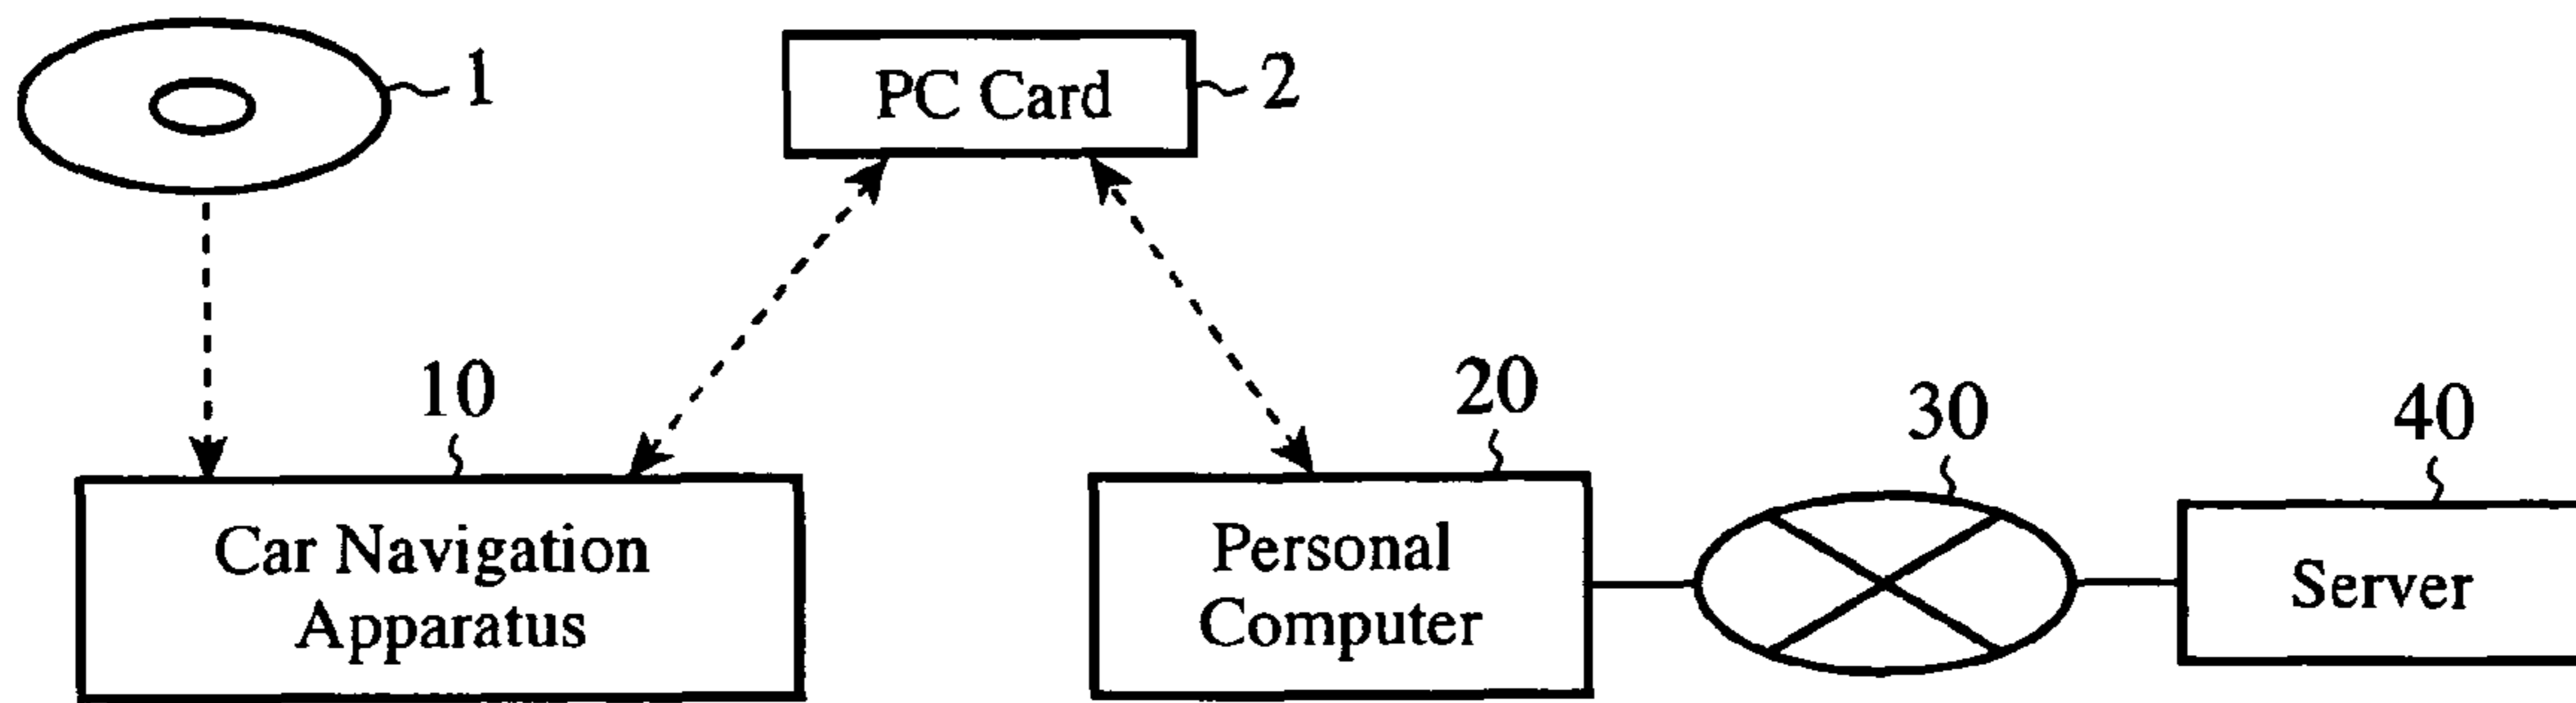 1
PC Card
2
10
20
30
40
Car Navigation
Apparatus
Personal
Computer
Server